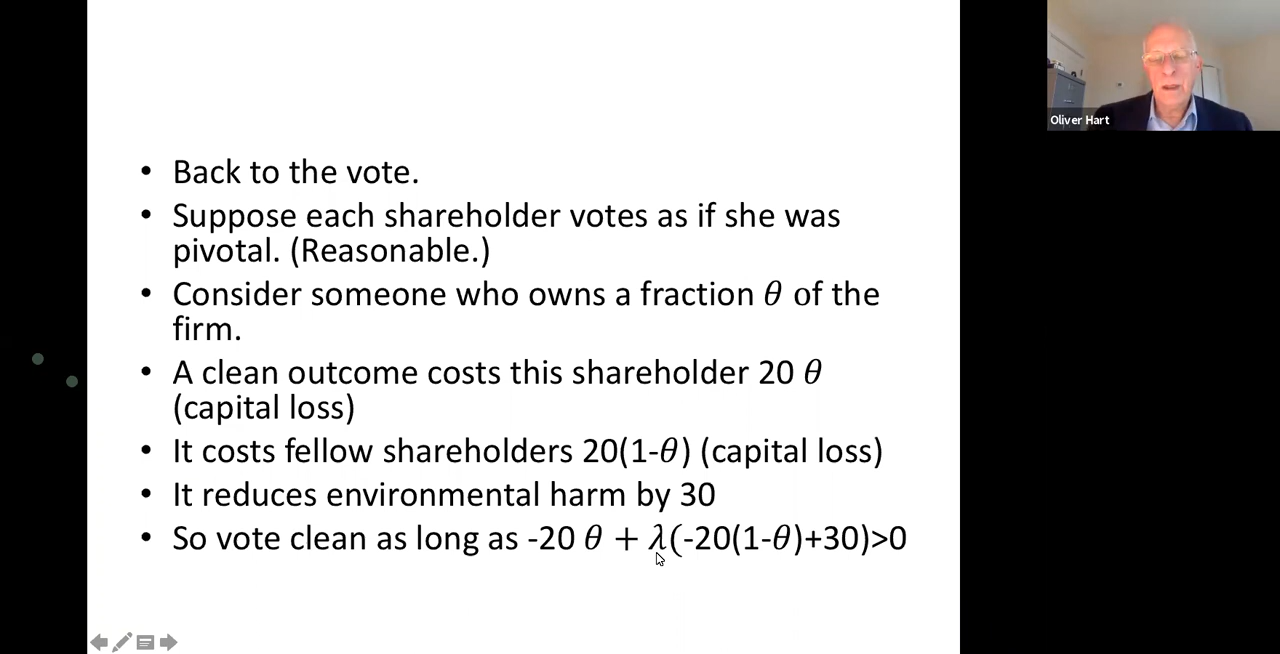 • Back to the vote.
• Suppose each shareholder votes as if she was
pivotal. (Reasonable.)
• Consider someone who owns a fraction 𝜃 of the
firm.
• A clean outcome costs this shareholder 20 𝜃
(capital loss)
• It costs fellow shareholders 20(1-𝜃) (capital loss)
• It reduces environmental harm by 30
• So vote clean as long as -20 𝜃 + 𝜆(-20(1-𝜃)+30)>0
Oliver Hart